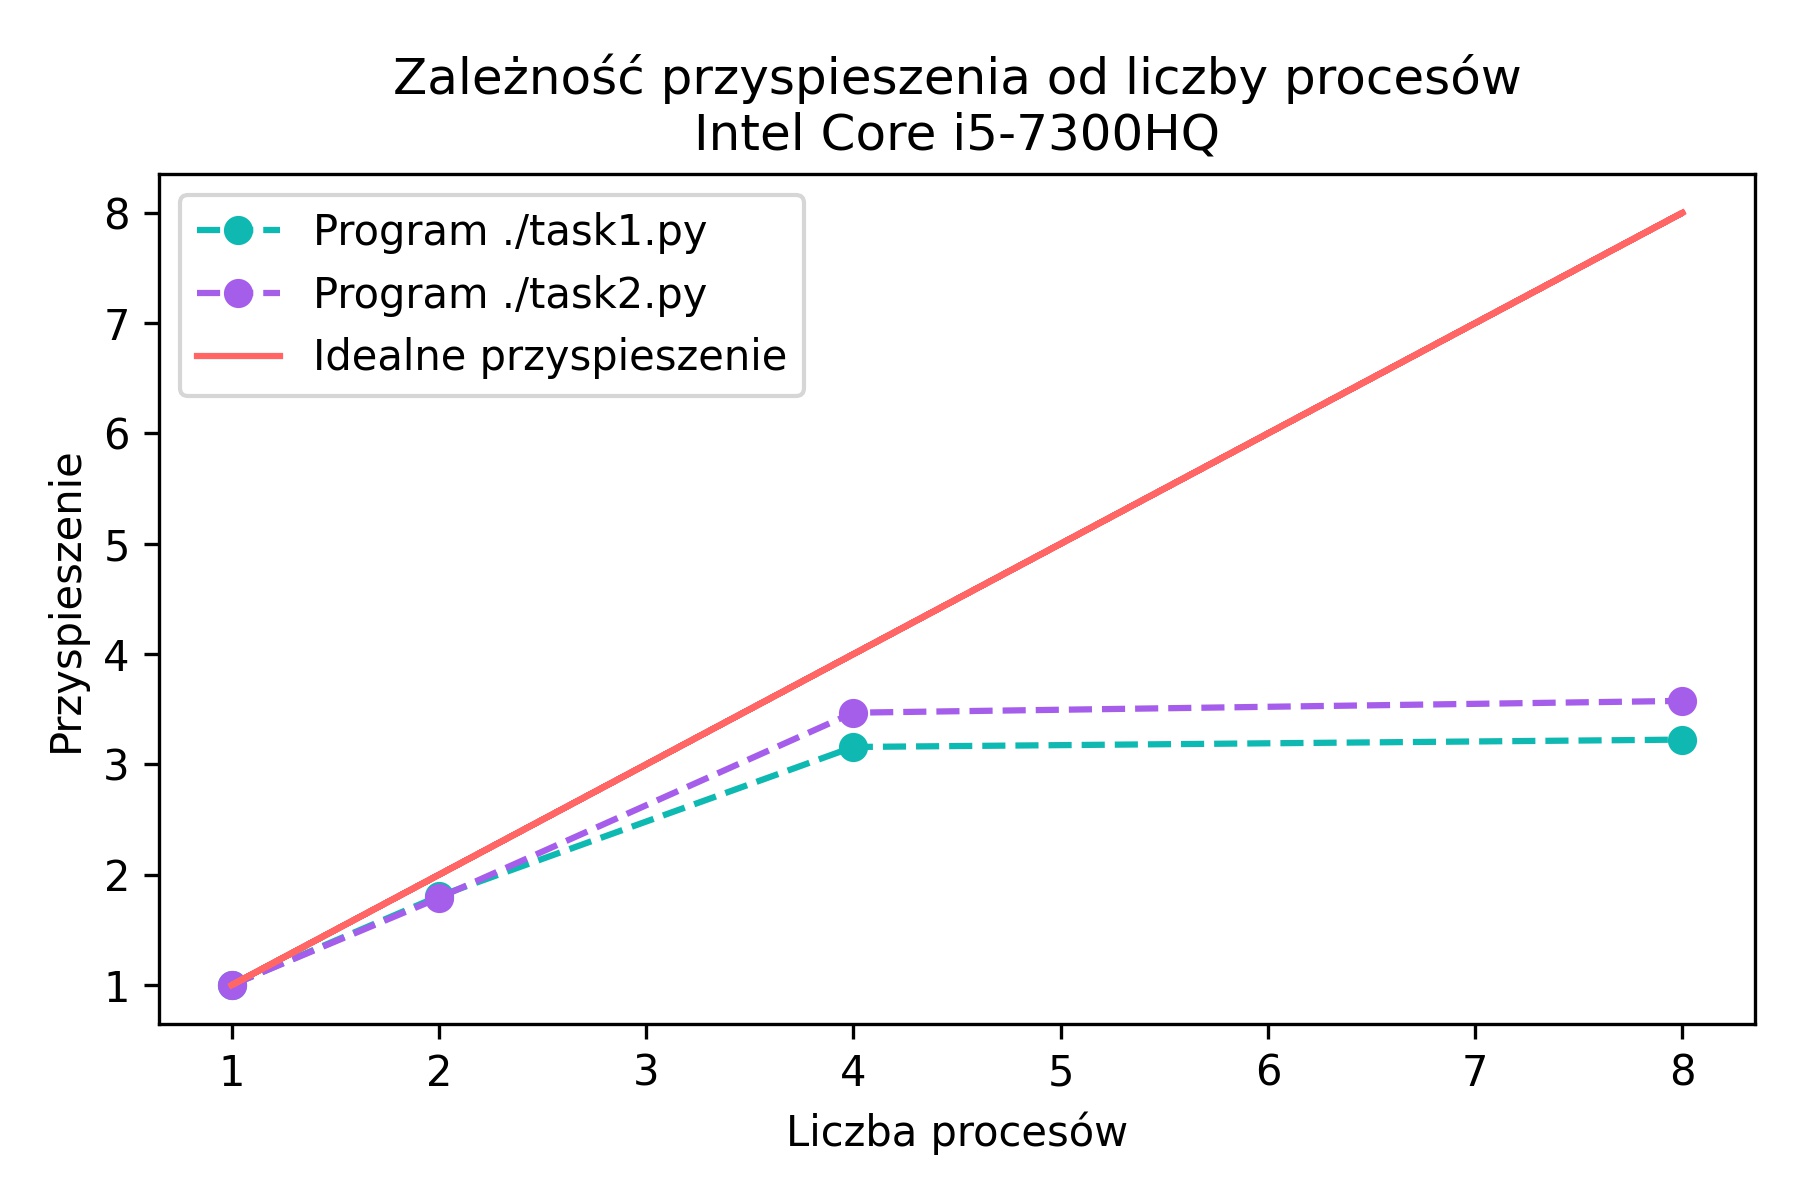 Zależność przyspieszenia od liczby procesów
Intel Core i5-7300HQ
Program ./task1.py
Program ./task2.py
Idealne przyspieszenie
Przyspieszenie
8
7
6
5
4
3
2
1
1 2 3 4 5 6 7 8
Liczba procesów